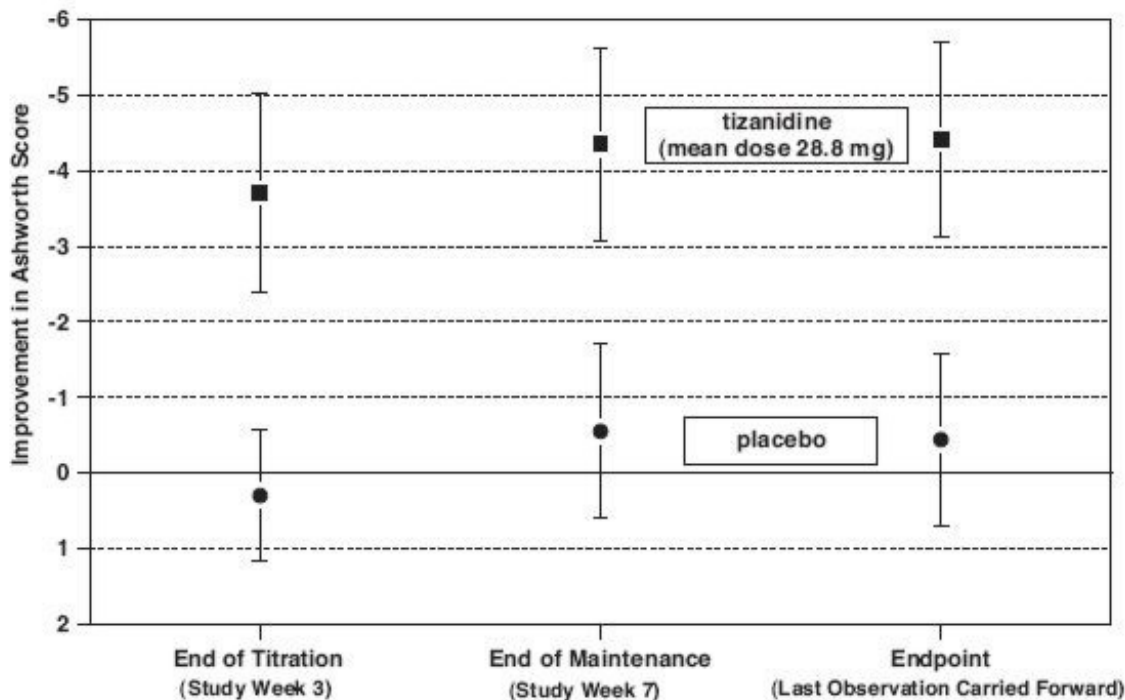 Improvement in Ashworth Score
-6
-5
-4
-3
-2
-1
0
1
2
tizanidine
(mean dose 28.8 mg)
placebo
End of Titration
(Study Week 3)
End of Maintenance
(Study Week 7)
Endpoint
(Last Observation Carried Forward)